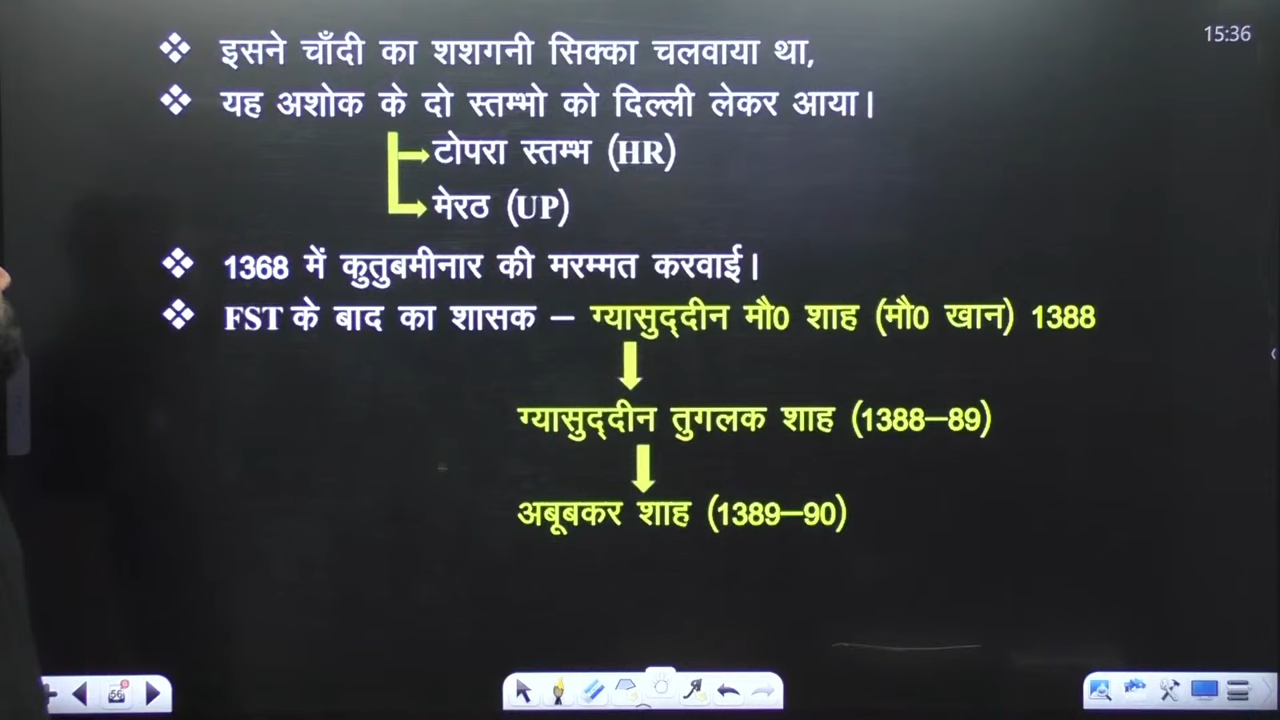 15:36
❖ इसने चाँदी का शशगनी सिक्का चलवाया था,
❖ यह अशोक के दो स्तम्भो को दिल्ली लेकर आया।
टोपरा स्तम्भ (HR)
मेरठ (UP)
❖ 1368 में कुतुबमीनार की मरम्मत करवाई।
❖ FST के बाद का शासक – ग्यासुद्दीन मौ0 शाह (मौ0 खान) 1388
ग्यासुद्दीन तुगलक शाह (1388–89)
अबूबकर शाह (1389–90)
56